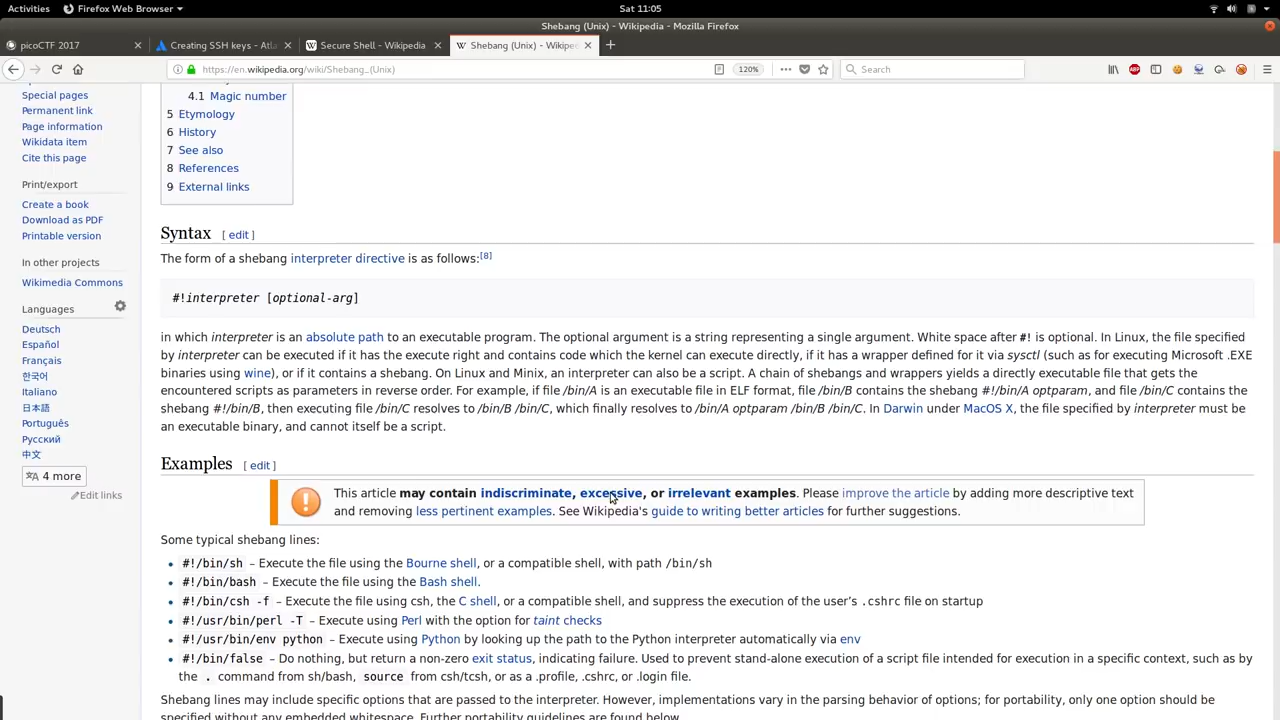 Activities Firefox Web Browser Sat 11:05
Shebang (Unix) - Wikipedia - Mozilla Firefox
picoCTF 2017 Creating SSH keys - Atla Secure Shell - Wikipedia Shebang (Unix) - Wikipe
https://en.wikipedia.org/wiki/Shebang_(Unix) 120% Search
Special pages
Permanent link
Page information
Wikidata item
Cite this page
Print/export
Create a book
Download as PDF
Printable version
In other projects
Wikimedia Commons
Languages
Deutsch
Español
Français
한국어
Italiano
日本語
Português
Русский
中文
4 more
Edit links
4.1 Magic number
5 Etymology
6 History
7 See also
8 References
9 External links
Syntax [ edit ]
The form of a shebang interpreter directive is as follows:[8]
#!interpreter [optional-arg]
in which interpreter is an absolute path to an executable program. The optional argument is a string representing a single argument. White space after #! is optional. In Linux, the file specified
by interpreter can be executed if it has the execute right and contains code which the kernel can execute directly, if it has a wrapper defined for it via sysctl (such as for executing Microsoft .EXE
binaries using wine), or if it contains a shebang. On Linux and Minix, an interpreter can also be a script. A chain of shebangs and wrappers yields a directly executable file that gets the
encountered scripts as parameters in reverse order. For example, if file /bin/A is an executable file in ELF format, file /bin/B contains the shebang #!/bin/A optparam, and file /bin/C contains the
shebang #!/bin/B, then executing file /bin/C resolves to /bin/B /bin/C, which finally resolves to /bin/A optparam /bin/B /bin/C. In Darwin under MacOS X, the file specified by interpreter must be
an executable binary, and cannot itself be a script.
Examples [ edit ]
This article may contain indiscriminate, excessive, or irrelevant examples. Please improve the article by adding more descriptive text
and removing less pertinent examples. See Wikipedia's guide to writing better articles for further suggestions.
Some typical shebang lines:
#!/bin/sh – Execute the file using the Bourne shell, or a compatible shell, with path /bin/sh
#!/bin/bash – Execute the file using the Bash shell.
#!/bin/csh -f – Execute the file using csh, the C shell, or a compatible shell, and suppress the execution of the user’s .cshrc file on startup
#!/usr/bin/perl -T – Execute using Perl with the option for taint checks
#!/usr/bin/env python – Execute using Python by looking up the path to the Python interpreter automatically via env
#!/bin/false – Do nothing, but return a non-zero exit status, indicating failure. Used to prevent stand-alone execution of a script file intended for execution in a specific context, such as by
the . command from sh/bash, source from csh/tcsh, or as a .profile, .cshrc, or .login file.
Shebang lines may include specific options that are passed to the interpreter. However, implementations vary in the parsing behavior of options; for portability, only one option should be
specified without any embedded whitespace. Further portability guidelines are found below.